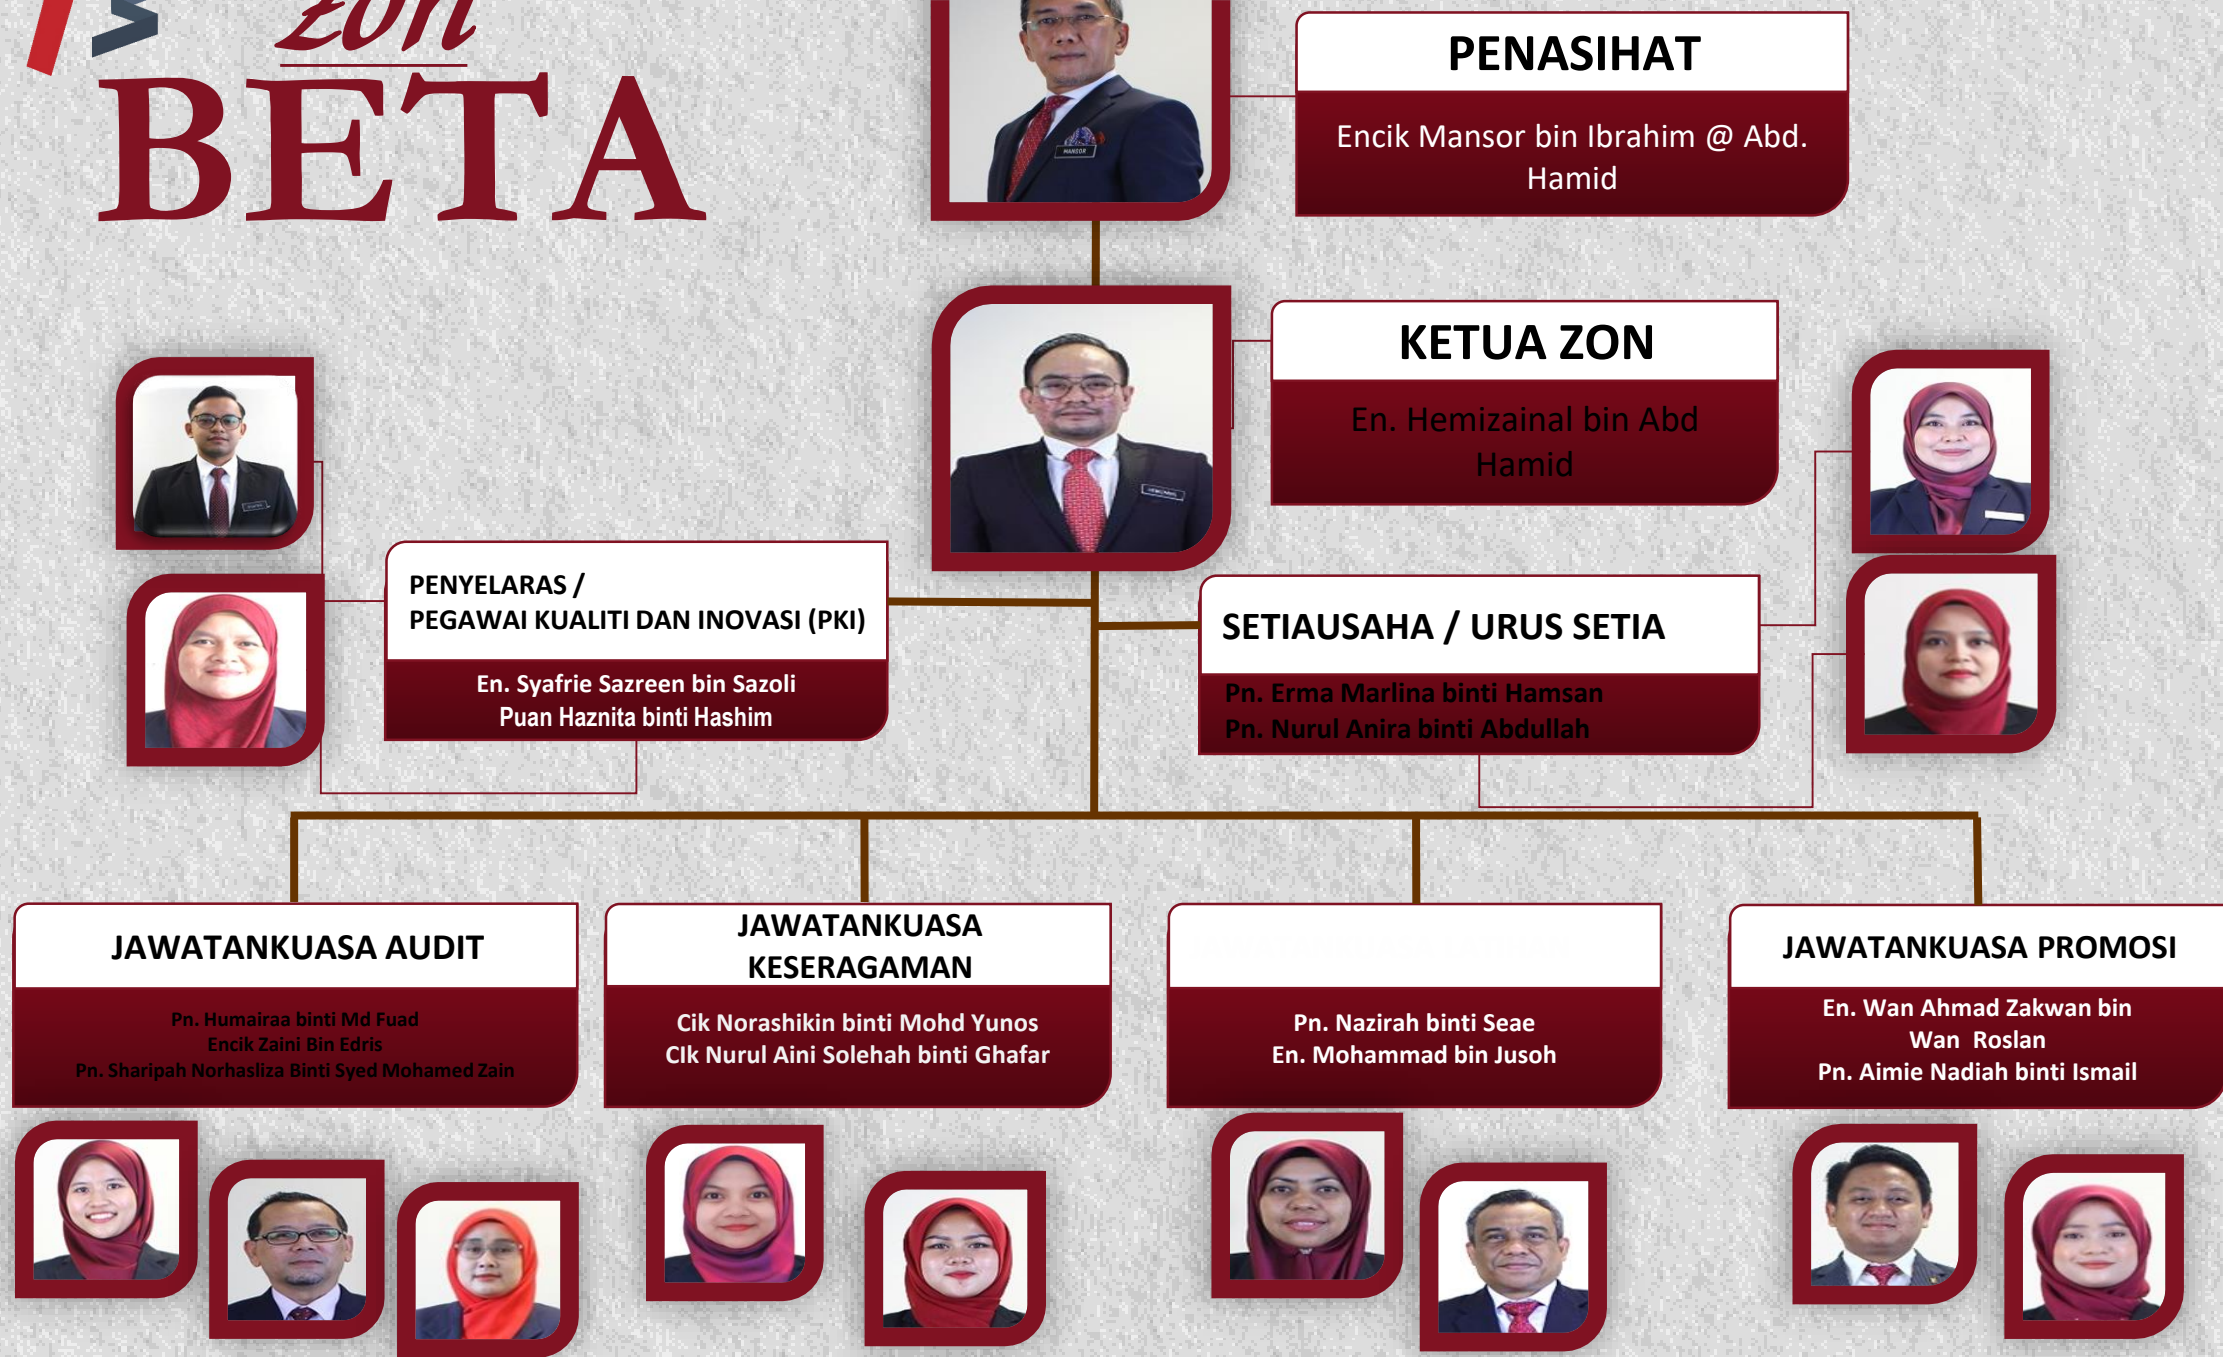 zon
BETA
PENASIHAT
Encik Mansor bin Ibrahim @ Abd.
Hamid
MANSOR
KETUA ZON
En. Hemizainal bin Abd
Hamid
PENYELARAS /
PEGAWAI KUALITI DAN INOVASI (PKI)
En. Syafrie Sazreen bin Sazoli
Puan Haznita binti Hashim
SETIAUSAHA / URUS SETIA
Pn. Erma Marlina binti Hamsan
Pn. Nurul Anira binti Abdullah
JAWATANKUASA AUDIT
Pn. Humairaa binti Md Fuad
Encik Zaini Bin Edris
Pn. Sharipah Norhasliza Binti Syed Mohamed Zain
JAWATANKUASA
KESERAGAMAN
Cik Norashikin binti Mohd Yunos
CIk Nurul Aini Solehah binti Ghafar
Pn. Nazirah binti Seae
En. Mohammad bin Jusoh
JAWATANKUASA PROMOSI
En. Wan Ahmad Zakwan bin
Wan  Roslan
Pn. Aimie Nadiah binti Ismail